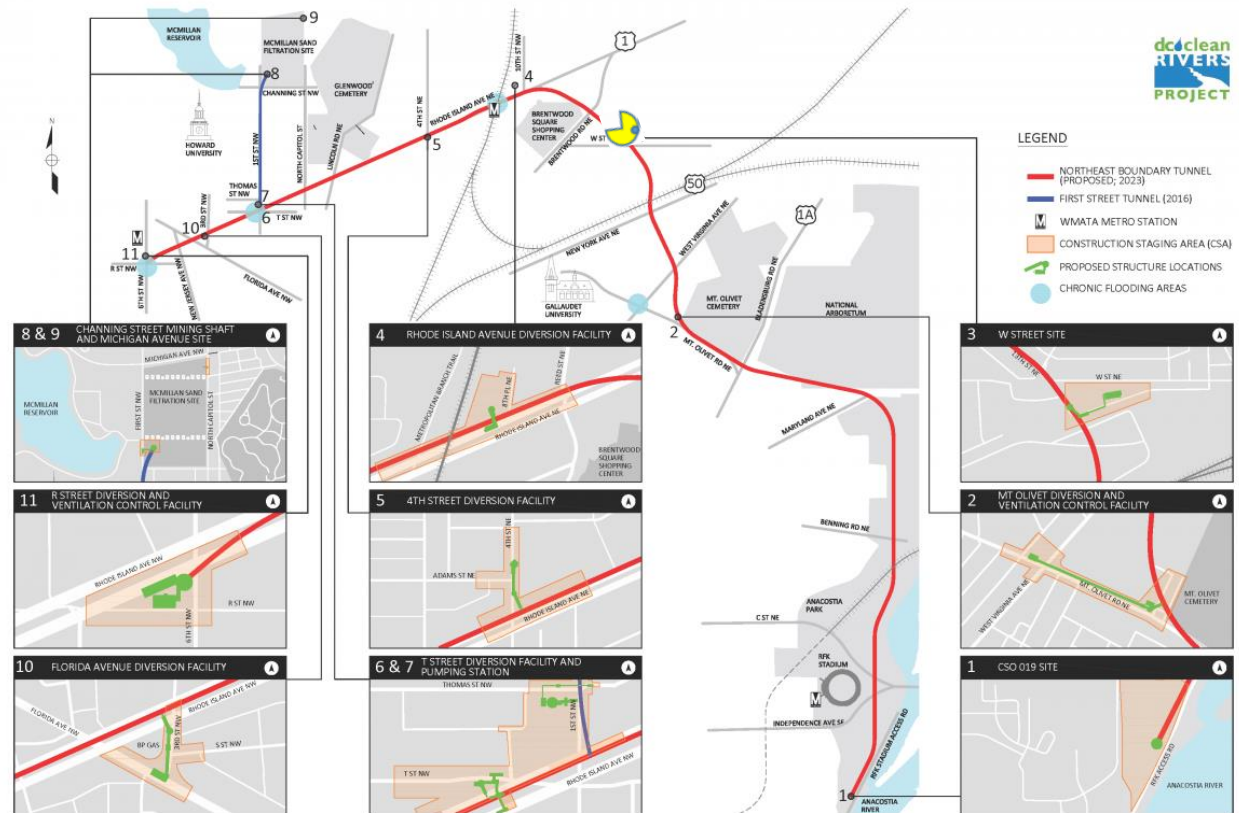 dc clean
RIVERS
PROJECT
LEGEND
NORTHEAST BOUNDARY TUNNEL
(PROPOSED; 2023)
FIRST STREET TUNNEL (2016)
M
WMATA METRO STATION
CONSTRUCTION STAGING AREA (CSA)
PROPOSED STRUCTURE LOCATIONS
CHRONIC FLOODING AREAS
N
MCMILLAN
RESERVOIR
9
MCMILLAN SAND
FILTRATION SITE
8
CHANNING ST NW
GLENWOOD'
CEMETERY
HOWARD
UNIVERSITY
1ST ST NW
NORTH CAPITOL ST
LINCOLN RD NE
4TH ST NE
RHODE ISLAND AVE NE
M
10TH ST NW
4
5
1
BRENTWOOD
SQUARE
SHOPPING
CENTER
BRENTWOOD RD NE
W ST
THOMAS
ST NW
7
6
T ST NW
3RD ST NW
10
M
11
R ST NW
6TH ST NW
NEW JERSEY AVE NW
FLORIDA AVE NW
50
NEW YORK AVE NE
WEST VIRGINIA AVE NE
1A
BLADENSBURG RD NE
GALLAUDET
UNIVERSITY
MT. OLIVET
CEMETERY
NATIONAL
ARBORETUM
2
MT. OLIVET RD NE
MARYLAND AVE NE
BENNING RD NE
ANACOSTIA
PARK
C ST NE
RFK
STADIUM
M
INDEPENDENCE AVE SE
RFK STADIUM ACCESS RD
1
ANACOSTIA
RIVER
8 & 9 CHANNING STREET MINING SHAFT
AND MICHIGAN AVENUE SITE
MICHIGAN AVE NW
MCMILLAN
RESERVOIR
FIRST ST NW
MCMILLAN SAND
FILTRATION SITE
NORTH CAPITOL ST
11 R STREET DIVERSION AND
VENTILATION CONTROL FACILITY
RHODE ISLAND AVE NW
R ST NW
6TH ST NW
10 FLORIDA AVENUE DIVERSION FACILITY
FLORIDA AVE NW
RHODE ISLAND AVE NW
3RD ST NW
BP GAS
S ST NW
4 RHODE ISLAND AVENUE DIVERSION FACILITY
METROPOLITAN BRANCH TRAIL
8TH PL NE
REED ST NE
RHODE ISLAND AVE NE
BRENTWOOD
SQUARE
SHOPPING
CENTER
5 4TH STREET DIVERSION FACILITY
4TH ST NE
ADAMS ST NE
RHODE ISLAND AVE NE
6 & 7 T STREET DIVERSION FACILITY AND
PUMPING STATION
THOMAS ST NW
1ST ST NW
T ST NW
RHODE ISLAND AVE NW
3 W STREET SITE
13TH ST NE
W ST NE
2 MT OLIVET DIVERSION AND
VENTILATION CONTROL FACILITY
WEST VIRGINIA AVE NE
MT. OLIVET RD NE
MT. OLIVET
CEMETERY
1 CSO 019 SITE
RFK ACCESS RD
ANACOSTIA RIVER